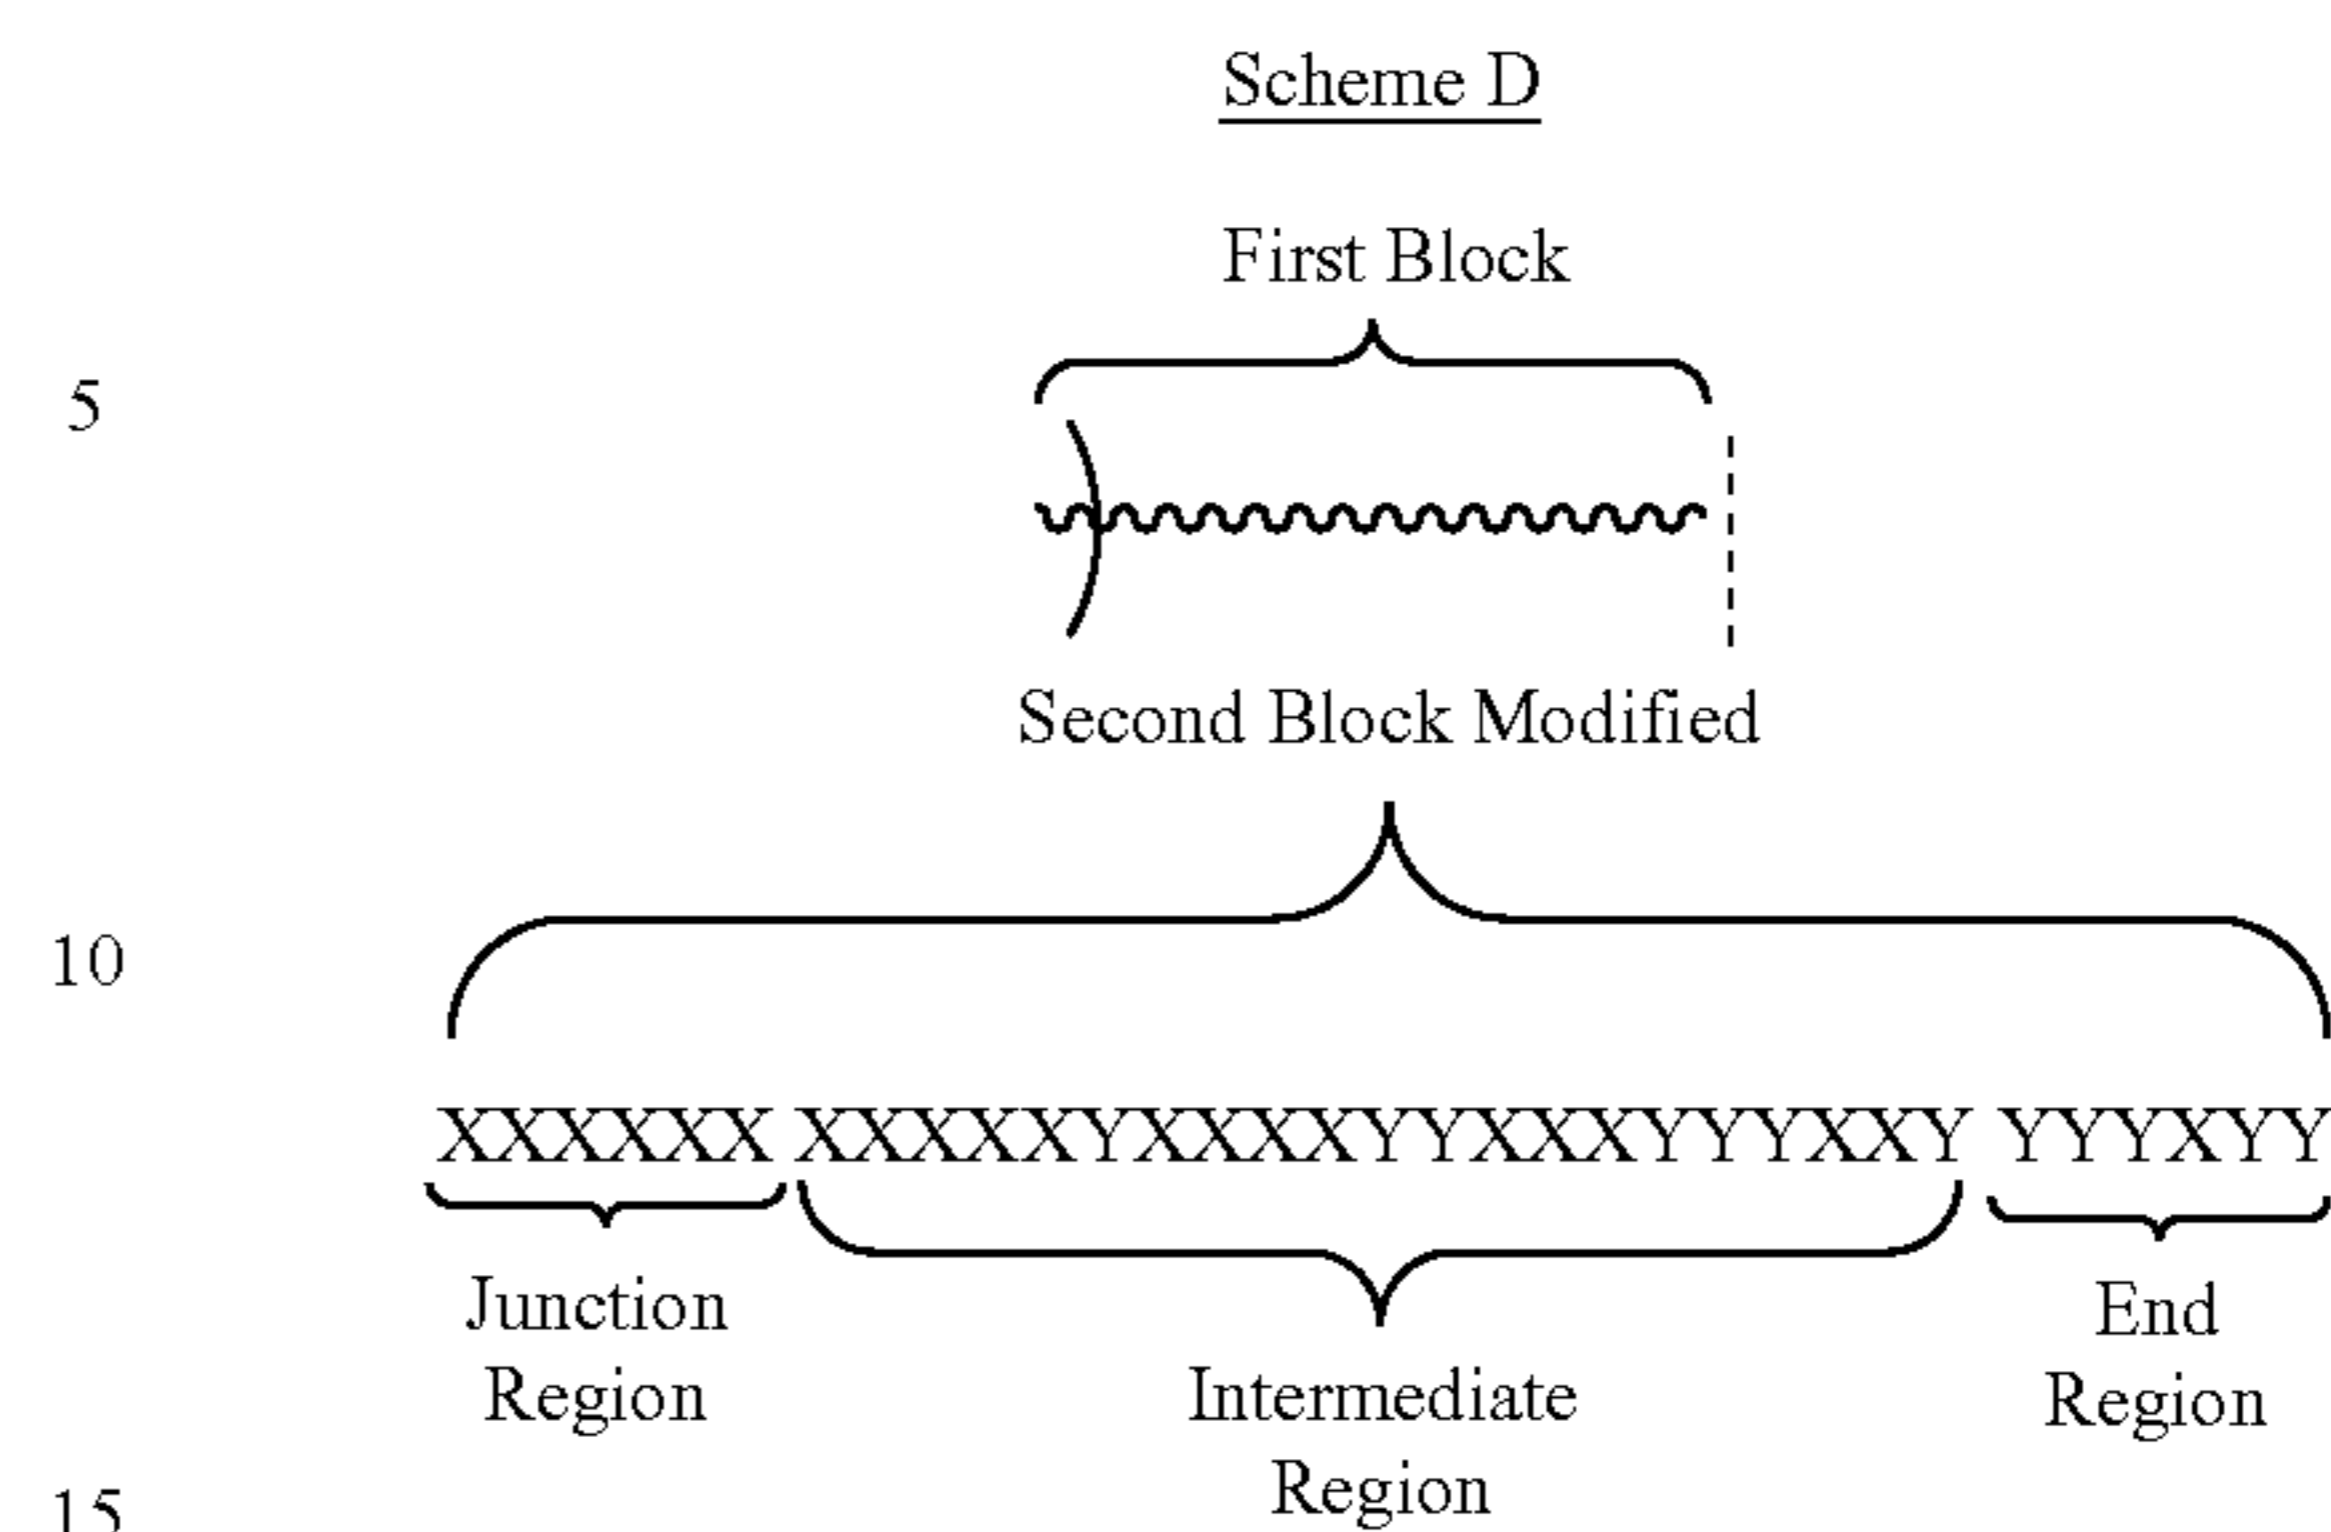 Scheme D
First Block
5
Second Block Modified
10
XXXXXX XXXXXYXXXXYYXXXYYYXXY YYYXYY
Junction
Region
Intermediate
Region
End
Region
15